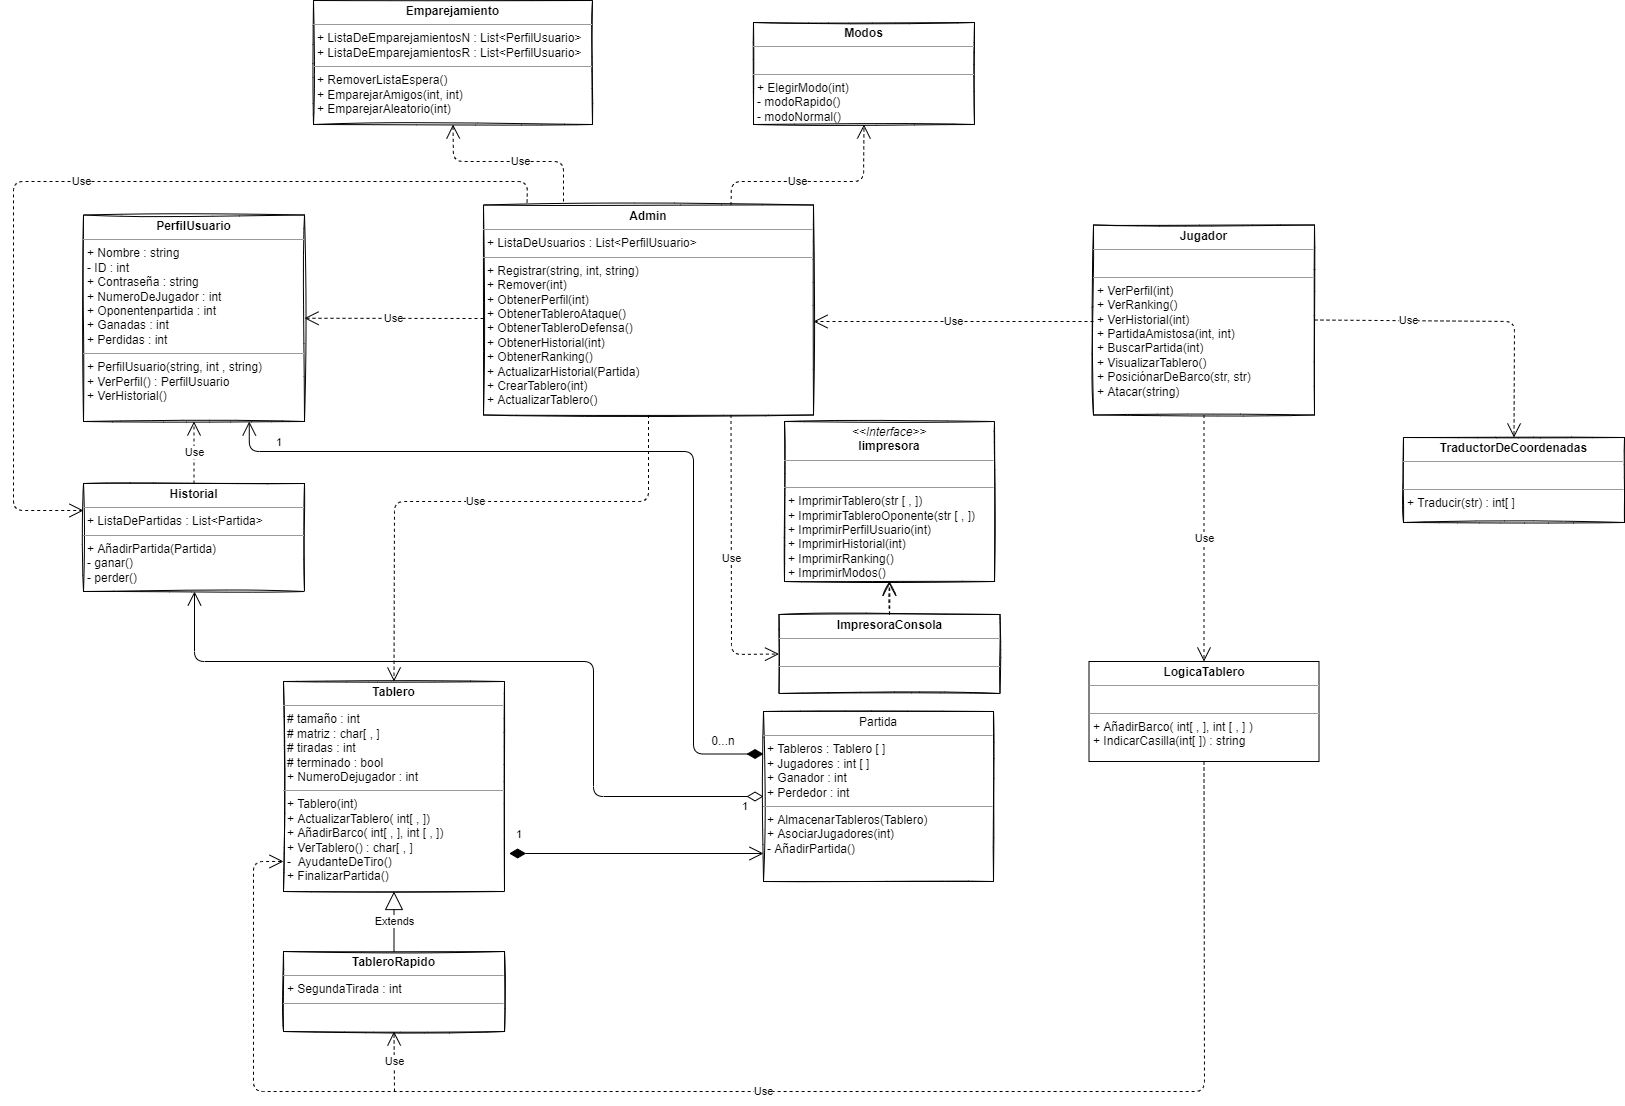 Emparejamiento
+ ListaDeEmparejamientosN : List<PerfilUsuario>
+ ListaDeEmparejamientosR : List<PerfilUsuario>
+ RemoverListaEspera()
+ EmparejarAmigos(int, int)
+ EmparejarAleatorio(int)
Modos
+ ElegirModo(int)
- modoRapido()
- modoNormal()
Use
Use
Use
PerfilUsuario
+ Nombre : string
- ID : int
+ Contraseña : string
+ NumeroDeJugador : int
+ Oponentenpartida : int
+ Ganadas : int
+ Perdidas : int
+ PerfilUsuario(string, int , string)
+ VerPerfil() : PerfilUsuario
+ VerHistorial()
Use
Admin
+ ListaDeUsuarios : List<PerfilUsuario>
+ Registrar(string, int, string)
+ Remover(int)
+ ObtenerPerfil(int)
+ ObtenerTableroAtaque()
+ ObtenerTableroDefensa()
+ ObtenerHistorial(int)
+ ObtenerRanking()
+ ActualizarHistorial(Partida)
+ CrearTablero(int)
+ ActualizarTablero()
Use
Jugador
+ VerPerfil(int)
+ VerRanking()
+ VerHistorial(int)
+ PartidaAmistosa(int, int)
+ BuscarPartida(int)
+ VisualizarTablero()
+ PosiciónarDeBarco(str, str)
+ Atacar(string)
Use
TraductorDeCoordenadas
+ Traducir(str) : int[ ]
1
Use
Historial
+ ListaDePartidas : List<Partida>
+ AñadirPartida(Partida)
- ganar()
- perder()
Use
Use
<<Interface>>
Iimpresora
+ ImprimirTablero(str [ , ])
+ ImprimirTableroOponente(str [ , ])
+ ImprimirPerfilUsuario(int)
+ ImprimirHistorial(int)
+ ImprimirRanking()
+ ImprimirModos()
Use
ImpresoraConsola
LogicaTablero
+ AñadirBarco( int[ , ], int [ , ] )
+ IndicarCasilla(int[ ]) : string
Tablero
# tamaño : int
# matriz : char[ , ]
# tiradas : int
# terminado : bool
+ NumeroDejugador : int
+ Tablero(int)
+ ActualizarTablero( int[ , ])
+ AñadirBarco( int[ , ], int [ , ])
+ VerTablero() : char[ , ]
- AyudanteDeTiro()
+ FinalizarPartida()
0...n
1
1
Partida
+ Tableros : Tablero [ ]
+ Jugadores : int [ ]
+ Ganador : int
+ Perdedor : int
+ AlmacenarTableros(Tablero)
+ AsociarJugadores(int)
- AñadirPartida()
Extends
TableroRapido
+ SegundaTirada : int
Use
Use